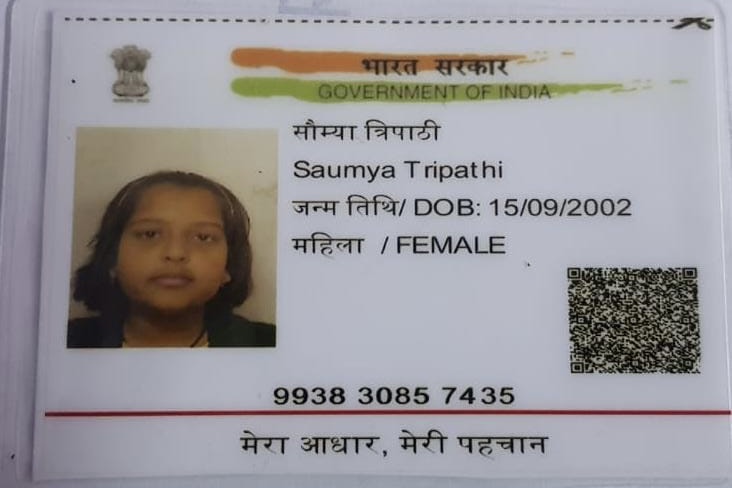 भारत सरकार
GOVERNMENT OF INDIA
सौम्या त्रिपाठी
Saumya Tripathi
जन्म तिथि/ DOB: 15/09/2002
महिला / FEMALE
9938 3085 7435
मेरा आधार, मेरी पहचान